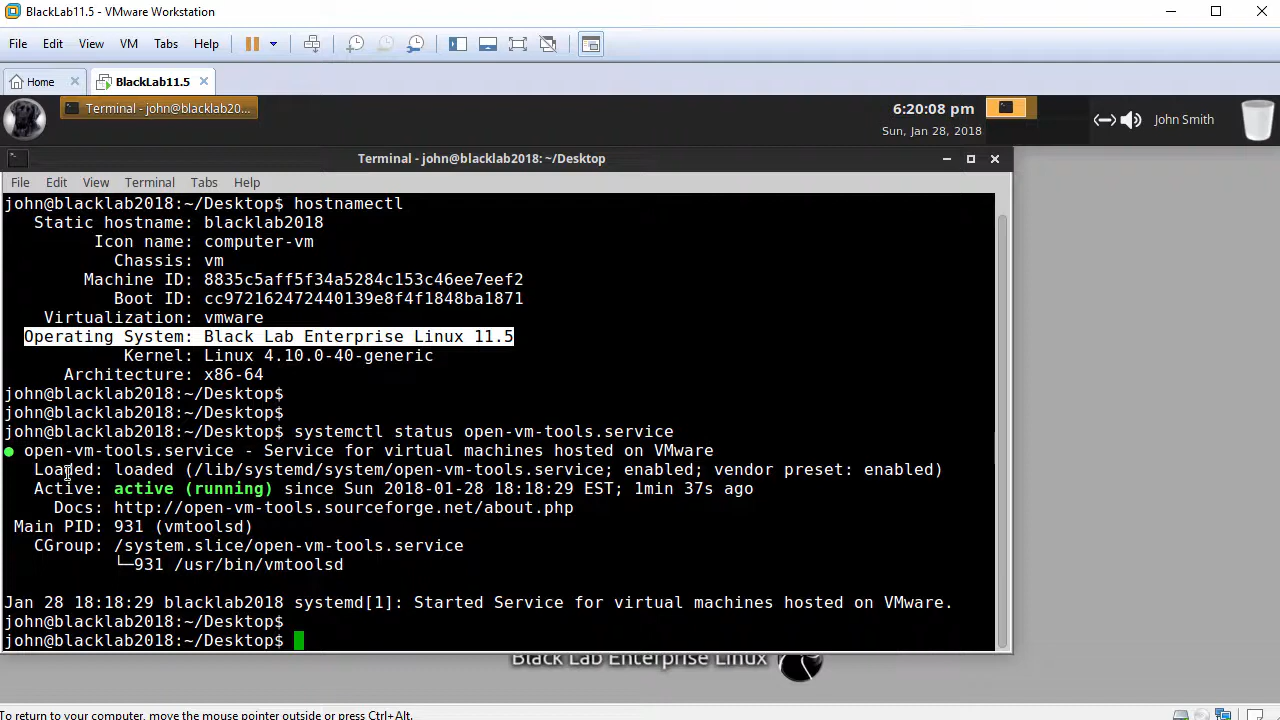 BlackLab11.5 - VMware Workstation
File Edit View VM Tabs Help
Home BlackLab11.5
Terminal - john@blacklab20... 6:20:08 pm
Sun, Jan 28, 2018 John Smith
Terminal - john@blacklab2018: ~/Desktop
File Edit View Terminal Tabs Help
john@blacklab2018:~/Desktop$ hostnamectl
Static hostname: blacklab2018
Icon name: computer-vm
Chassis: vm
Machine ID: 8835c5aff5f34a5284c153c46ee7eef2
Boot ID: cc972162472440139e8f4f1848ba1871
Virtualization: vmware
Operating System: Black Lab Enterprise Linux 11.5
Kernel: Linux 4.10.0-40-generic
Architecture: x86-64
john@blacklab2018:~/Desktop$
john@blacklab2018:~/Desktop$
john@blacklab2018:~/Desktop$ systemctl status open-vm-tools.service
● open-vm-tools.service - Service for virtual machines hosted on VMware
Loaded: loaded (/lib/systemd/system/open-vm-tools.service; enabled; vendor preset: enabled)
Active: active (running) since Sun 2018-01-28 18:18:29 EST; 1min 37s ago
Docs: http://open-vm-tools.sourceforge.net/about.php
Main PID: 931 (vmtoolsd)
CGroup: /system.slice/open-vm-tools.service
└─931 /usr/bin/vmtoolsd
Jan 28 18:18:29 blacklab2018 systemd[1]: Started Service for virtual machines hosted on VMware.
john@blacklab2018:~/Desktop$
john@blacklab2018:~/Desktop$
Black Lab Enterprise Linux
To return to your computer, move the mouse pointer outside or press Ctrl+Alt.